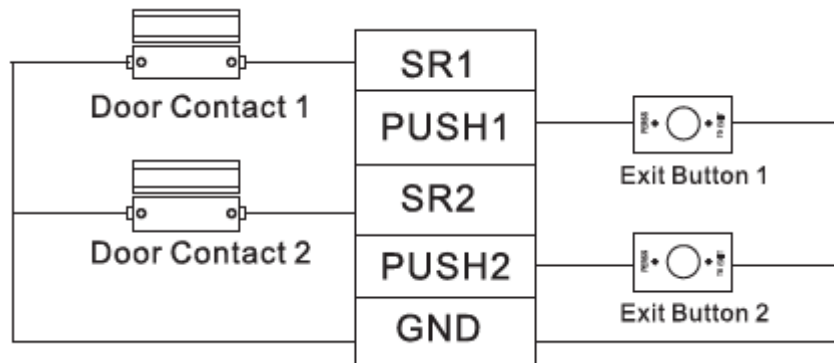 SR1
Door Contact 1
PUSH1
Exit Button 1
SR2
Door Contact 2
PUSH2
Exit Button 2
GND